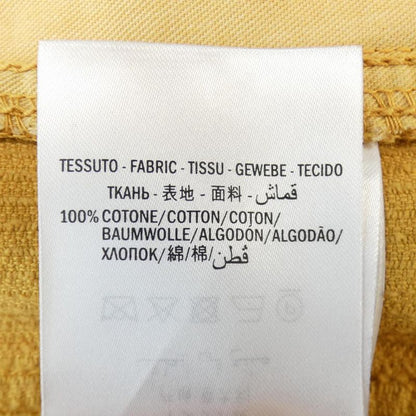 TESSUTO - FABRIC - TISSU - GEWEBE - TECIDO
ТКАНЬ - 表地 - 面料 - قماش
100% COTONE/COTTON/COTON/
BAUMWOLLE/ALGODÓN/ALGODÃO/
ХЛОПОК/綿/棉/قطن